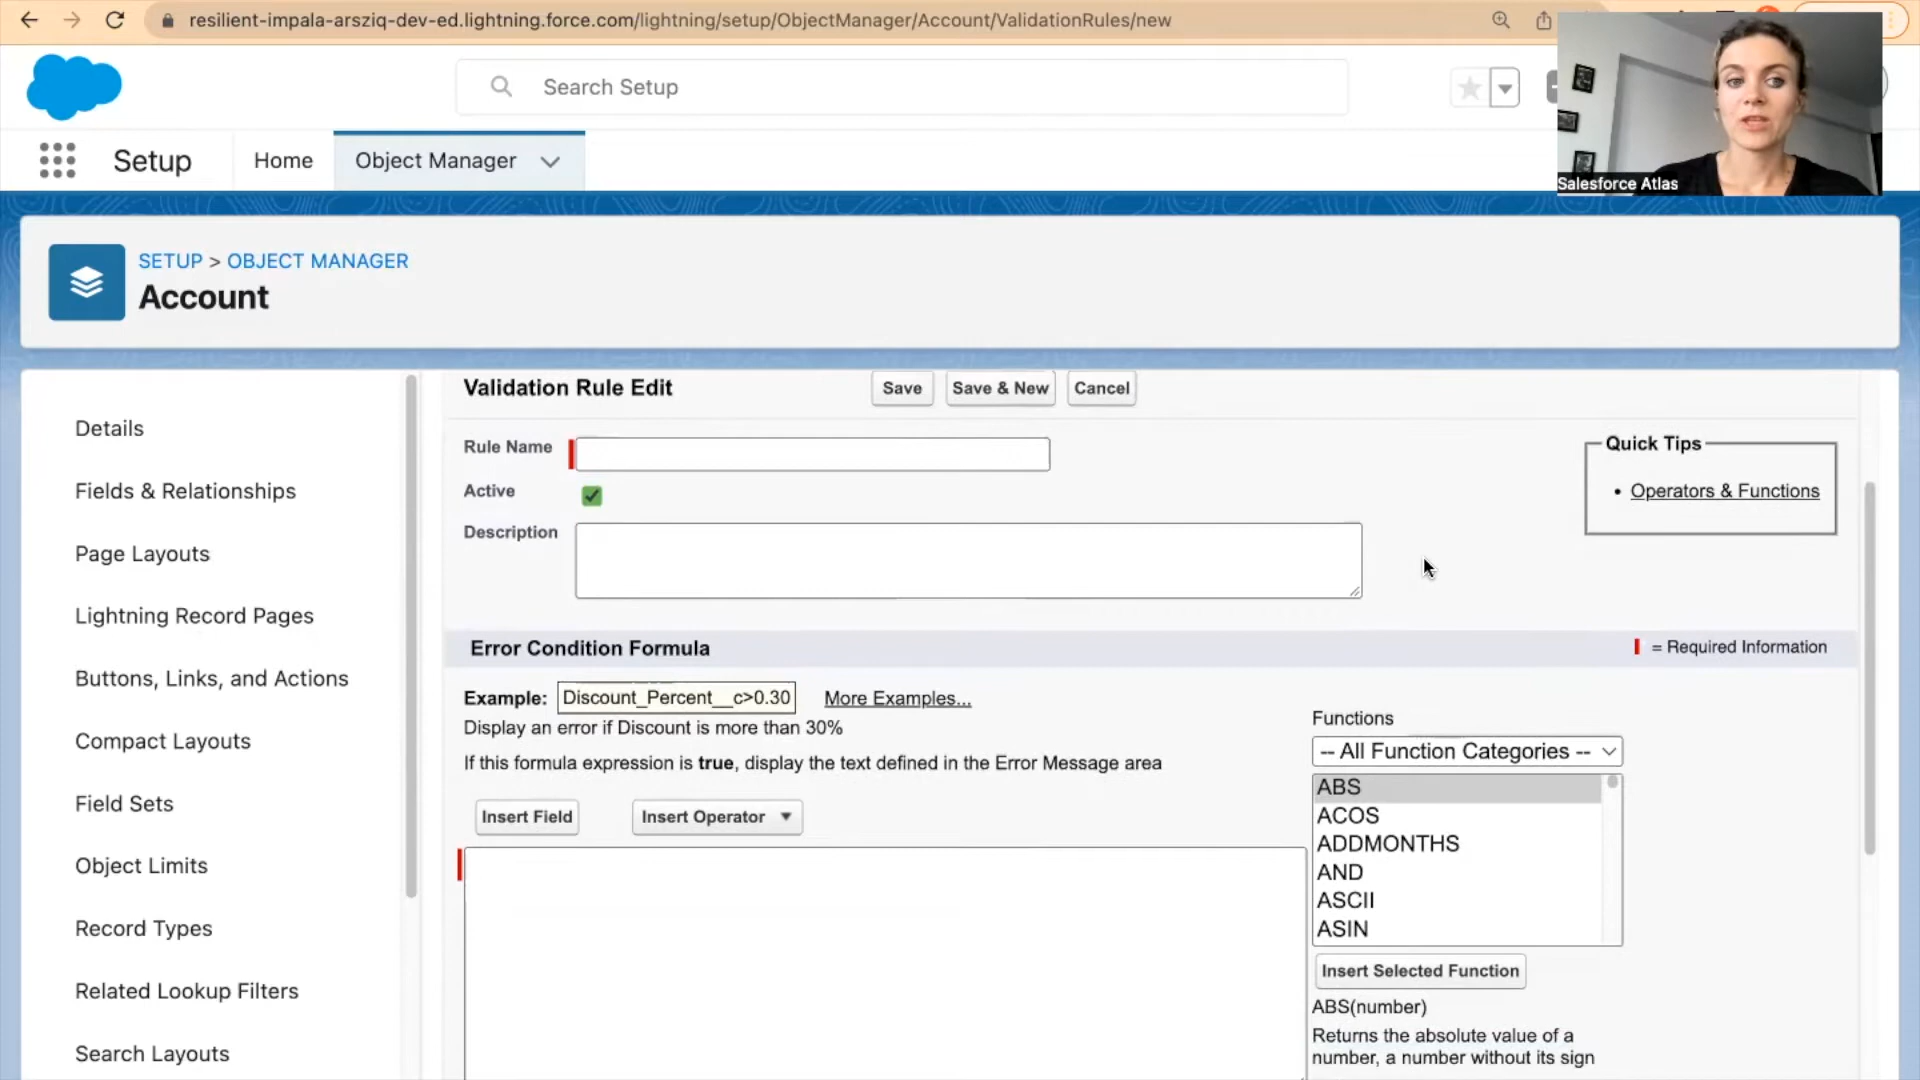 resilient-impala-arsziq-dev-ed.lightning.force.com/lightning/setup/ObjectManager/Account/ValidationRules/new
Search Setup
Salesforce Atlas
Setup
Home
Object Manager
SETUP > OBJECT MANAGER
Account
Details
Fields & Relationships
Page Layouts
Lightning Record Pages
Buttons, Links, and Actions
Compact Layouts
Field Sets
Object Limits
Record Types
Related Lookup Filters
Search Layouts
Validation Rule Edit
Save
Save & New
Cancel
Rule Name
Active
Description
Quick Tips
• Operators & Functions
Error Condition Formula
= Required Information
Example: Discount_Percent__c>0.30 More Examples...
Display an error if Discount is more than 30%
If this formula expression is true, display the text defined in the Error Message area
Insert Field
Insert Operator
Functions
-- All Function Categories --
ABS
ACOS
ADDMONTHS
AND
ASCII
ASIN
Insert Selected Function
ABS(number)
Returns the absolute value of a
number, a number without its sign